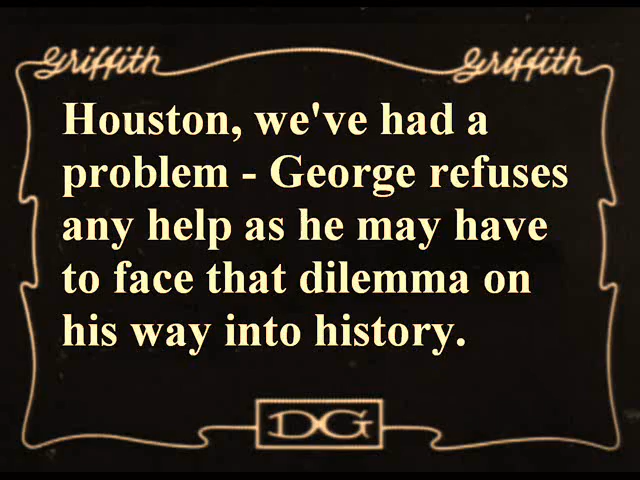 Griffith Griffith
Houston, we've had a
problem - George refuses
any help as he may have
to face that dilemma on
his way into history.
DG